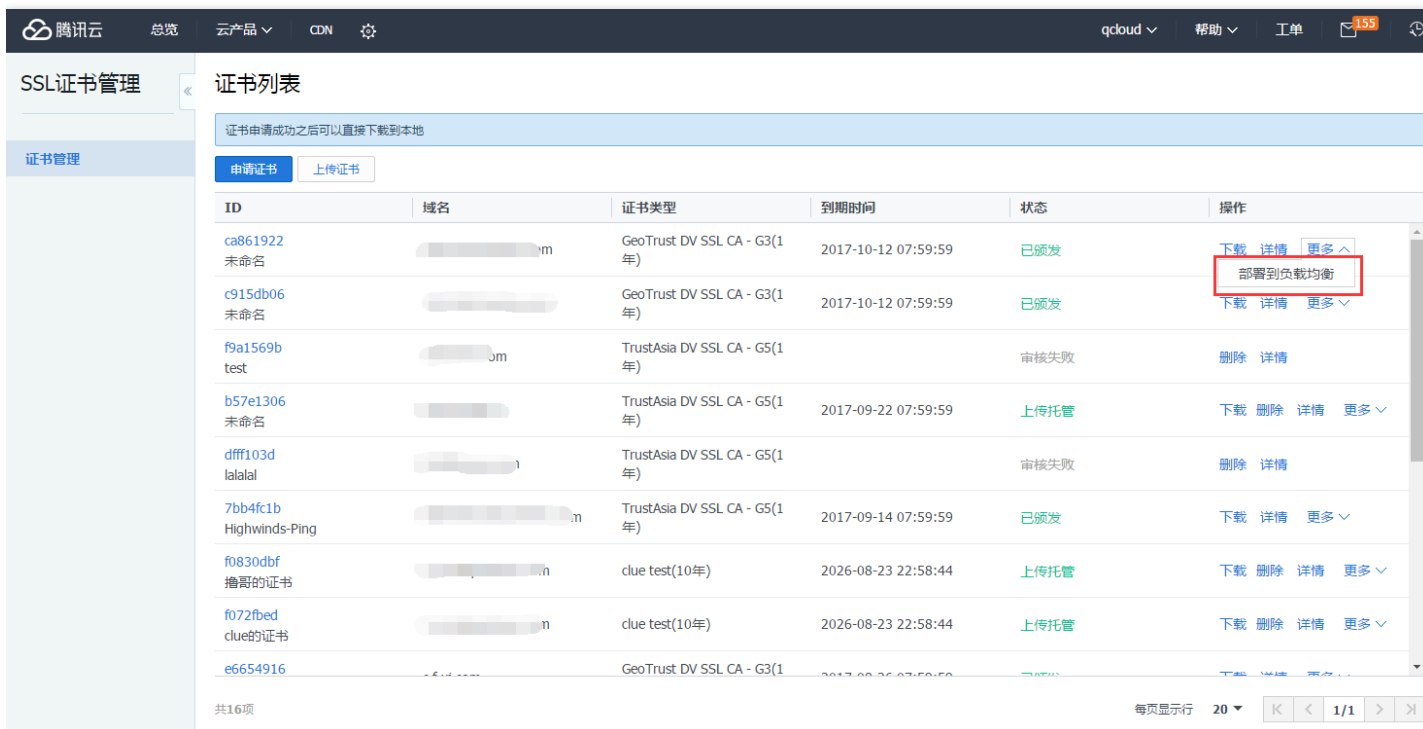 腾讯云 总览 云产品 CDN qcloud 帮助 工单 155
SSL证书管理
证书列表
证书申请成功之后可以直接下载到本地
证书管理
申请证书 上传证书
ID 域名 证书类型 到期时间 状态 操作
ca861922 GeoTrust DV SSL CA - G3(1
未命名 m 年) 2017-10-12 07:59:59 已颁发 下载 详情 更多
部署到负载均衡
c915db06 GeoTrust DV SSL CA - G3(1
未命名 年) 2017-10-12 07:59:59 已颁发 下载 详情 更多
f9a1569b TrustAsia DV SSL CA - G5(1
test om 年) 审核失败 删除 详情
b57e1306 TrustAsia DV SSL CA - G5(1
未命名 年) 2017-09-22 07:59:59 上传托管 下载 删除 详情 更多
dfff103d TrustAsia DV SSL CA - G5(1
lalalal 年) 审核失败 删除 详情
7bb4fc1b TrustAsia DV SSL CA - G5(1
Highwinds-Ping m 年) 2017-09-14 07:59:59 已颁发 下载 详情 更多
f0830dbf
撸哥的证书 clue test(10年) 2026-08-23 22:58:44 上传托管 下载 删除 详情 更多
f072fbed
clue的证书 m clue test(10年) 2026-08-23 22:58:44 上传托管 下载 删除 详情 更多
e6654916 GeoTrust DV SSL CA - G3(1
共16项 每页显示行 20 1/1